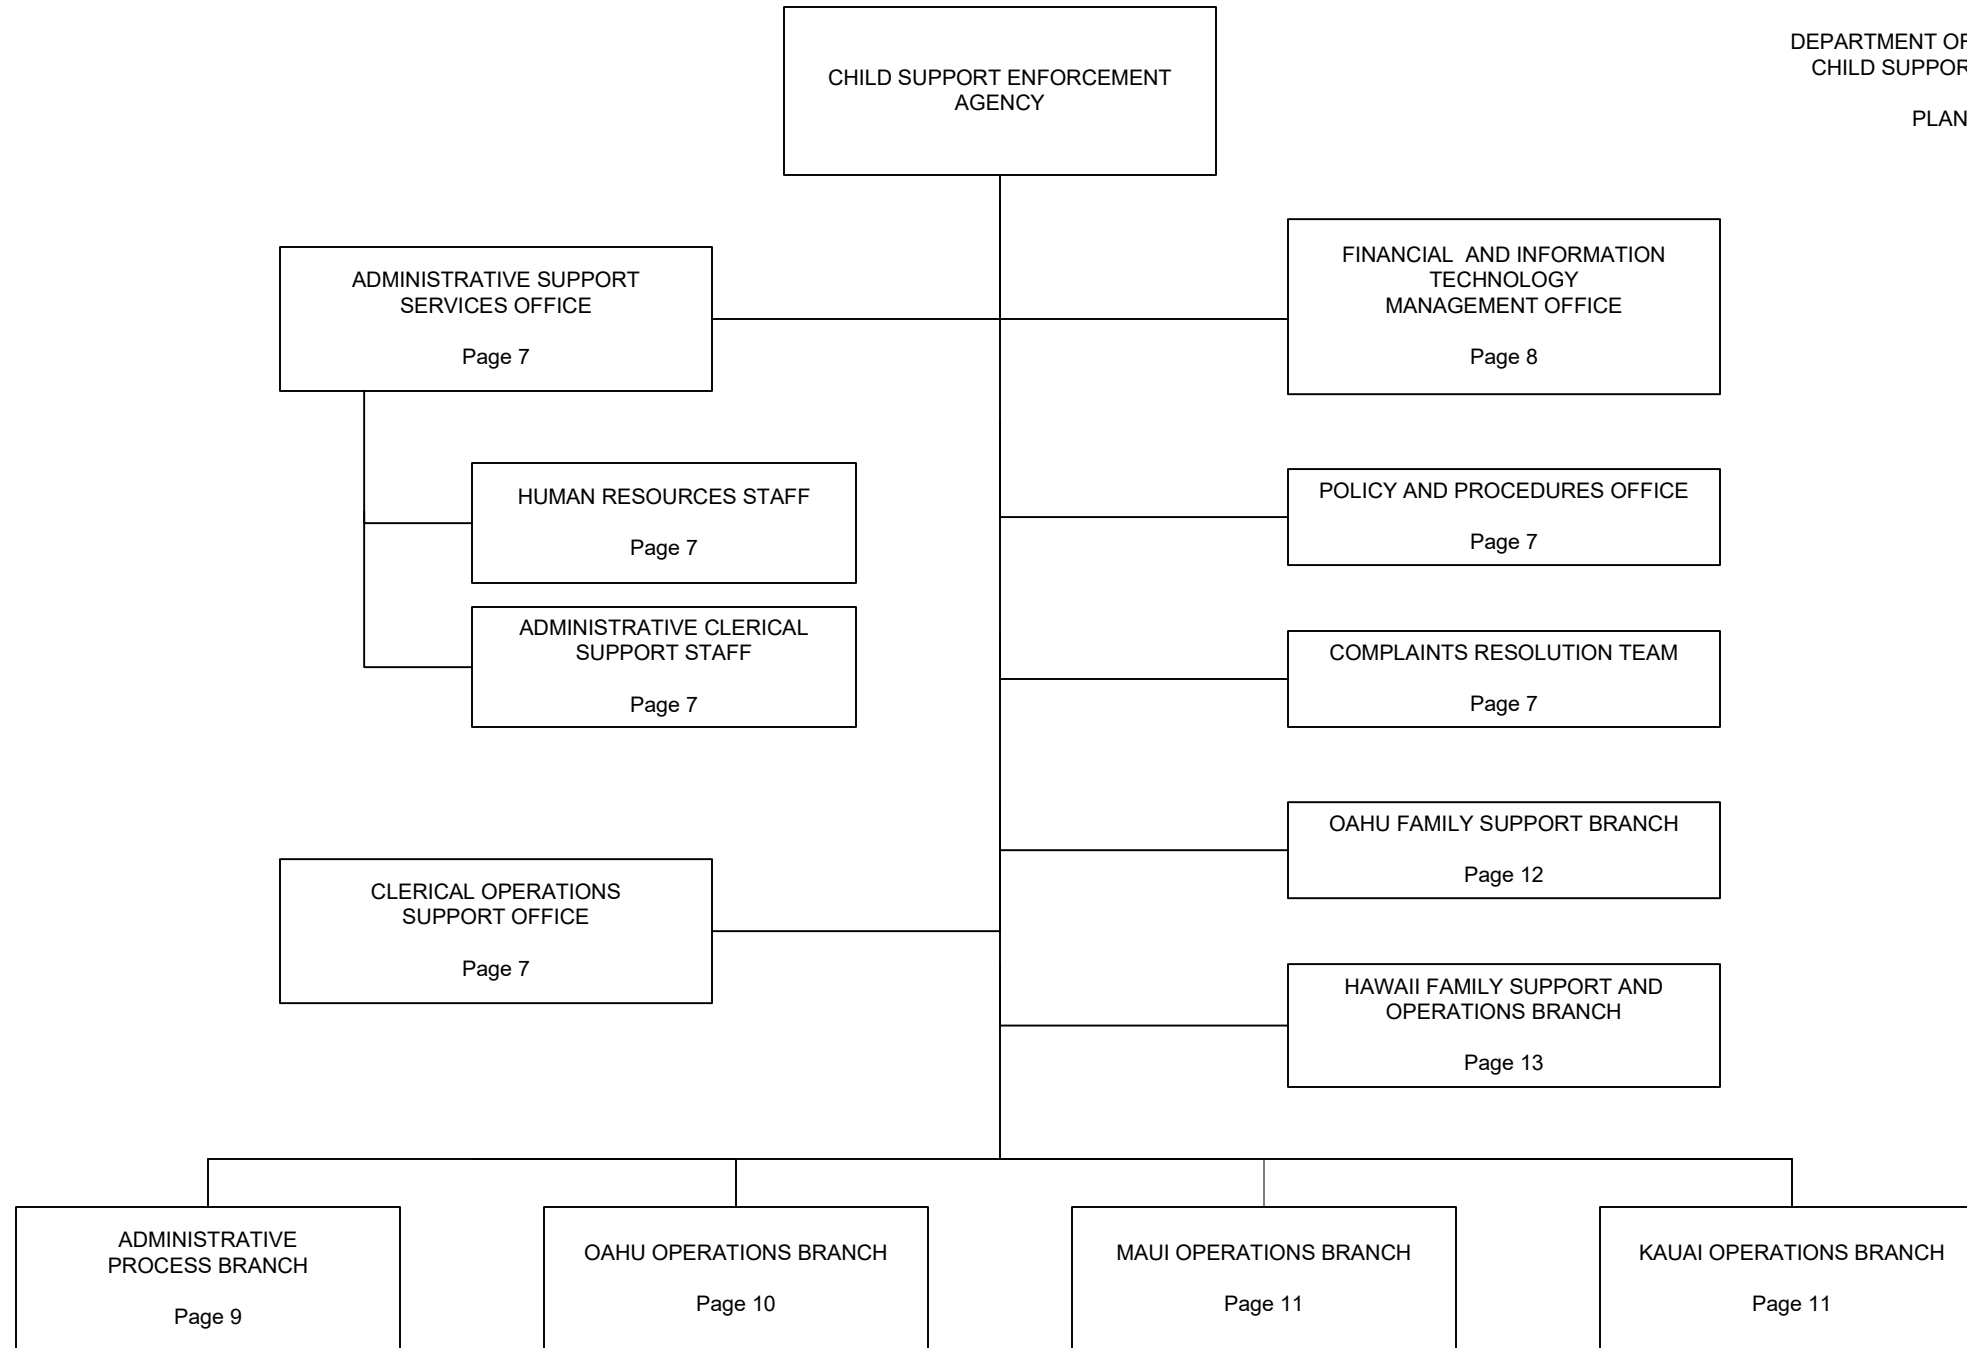 CHILD SUPPORT ENFORCEMENT
AGENCY
DEPARTMENT OF
CHILD SUPPOR
PLAN
ADMINISTRATIVE SUPPORT
SERVICES OFFICE
Page 7
FINANCIAL AND INFORMATION
TECHNOLOGY
MANAGEMENT OFFICE
Page 8
HUMAN RESOURCES STAFF
Page 7
POLICY AND PROCEDURES OFFICE
Page 7
ADMINISTRATIVE CLERICAL
SUPPORT STAFF
Page 7
COMPLAINTS RESOLUTION TEAM
Page 7
OAHU FAMILY SUPPORT BRANCH
Page 12
CLERICAL OPERATIONS
SUPPORT OFFICE
Page 7
HAWAII FAMILY SUPPORT AND
OPERATIONS BRANCH
Page 13
ADMINISTRATIVE
PROCESS BRANCH
Page 9
OAHU OPERATIONS BRANCH
Page 10
MAUI OPERATIONS BRANCH
Page 11
KAUAI OPERATIONS BRANCH
Page 11